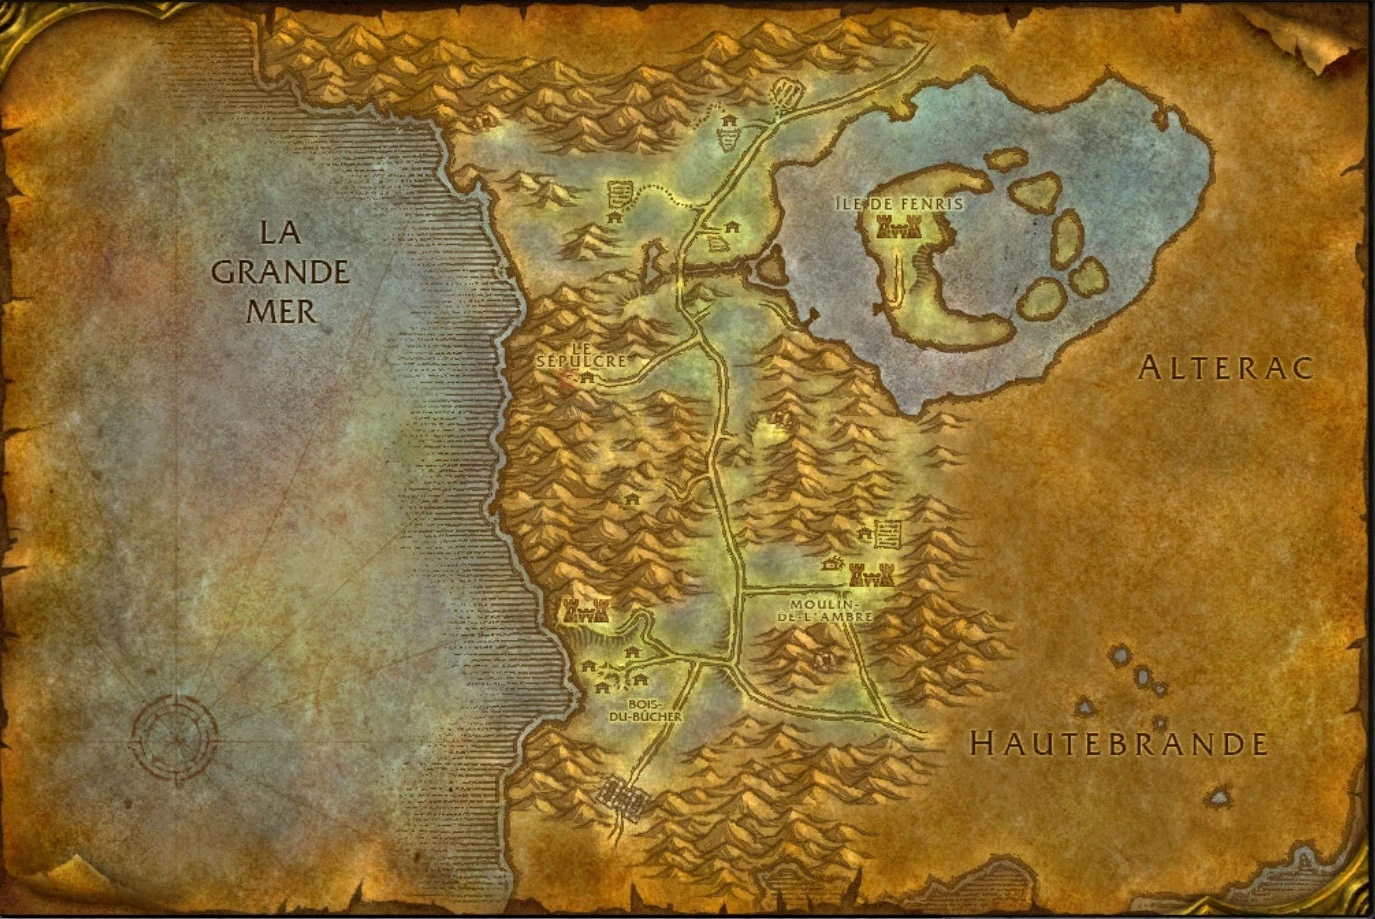 ÎLE DE FENRIS
LA
GRANDE
MER
LE
SÉPULCRE
ALTERAC
MOULIN-
DE-L'AMBRE
BOIS-
DU-BÛCHER
HAUTEBRANDE